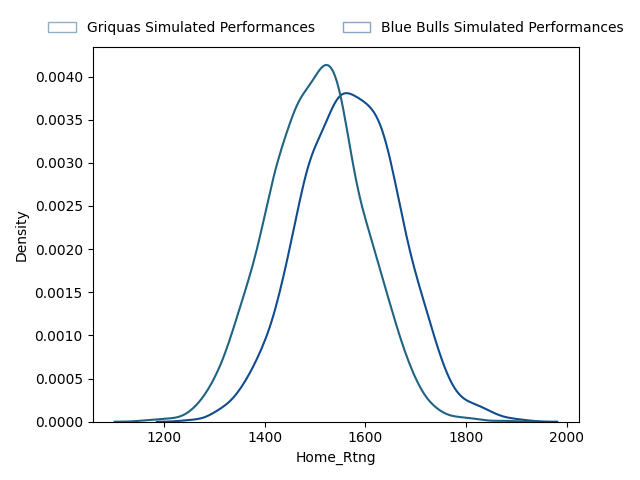 Griquas Simulated Performances Blue Bulls Simulated Performances
0.0040
0.0035
0.0030
0.0025
0.0020
0.0015
0.0010
0.0005
0.0000
Density
1200 1400 1600 1800 2000
Home_Rtng